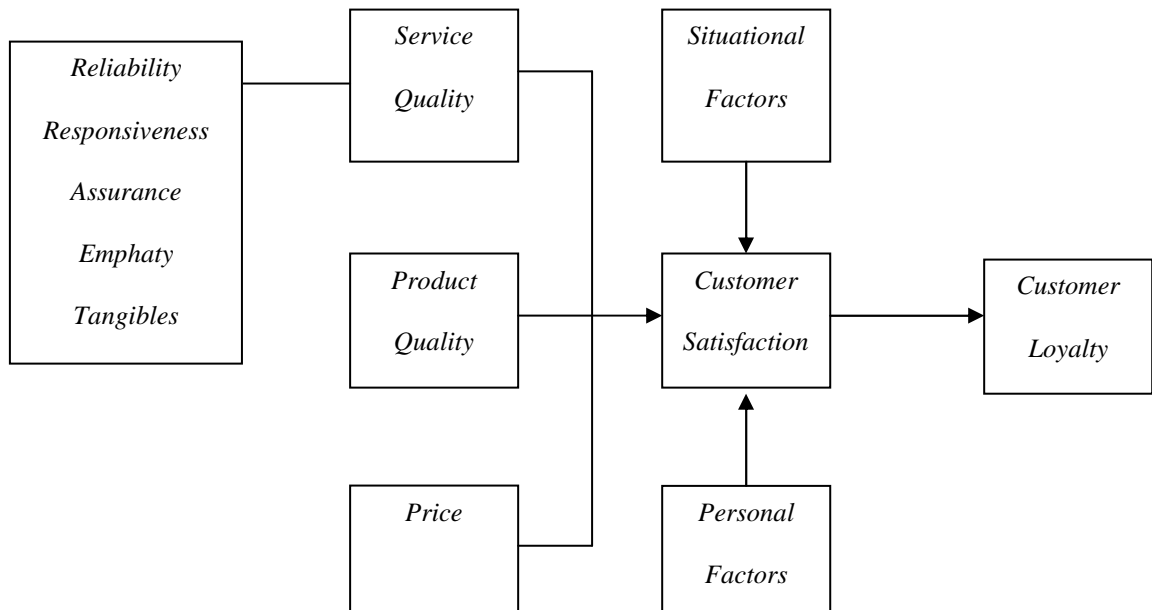 Reliability
Responsiveness
Assurance
Emphaty
Tangibles
Service
Quality
Situational
Factors
Product
Quality
Customer
Satisfaction
Customer
Loyalty
Price
Personal
Factors